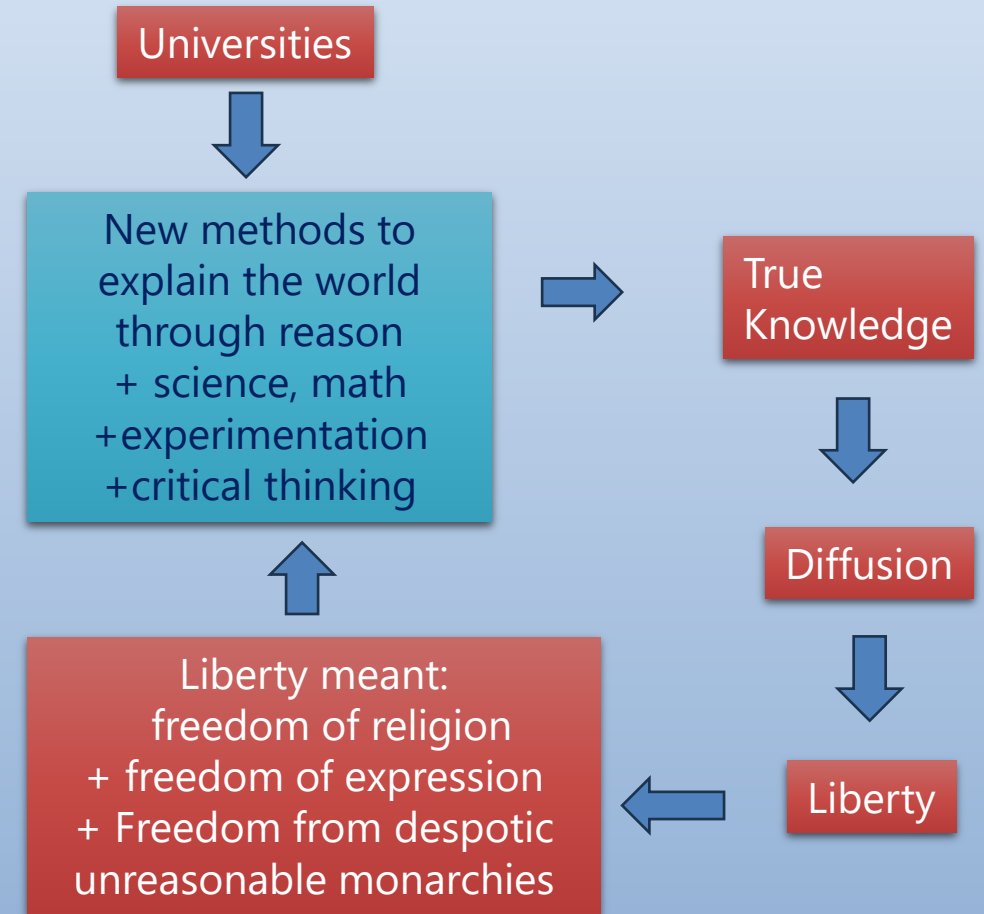 Universities
New methods to
explain the world
through reason
+ science, math
+experimentation
+critical thinking
True
Knowledge
Diffusion
Liberty
Liberty meant:
freedom of religion
+ freedom of expression
+ Freedom from despotic
unreasonable monarchies